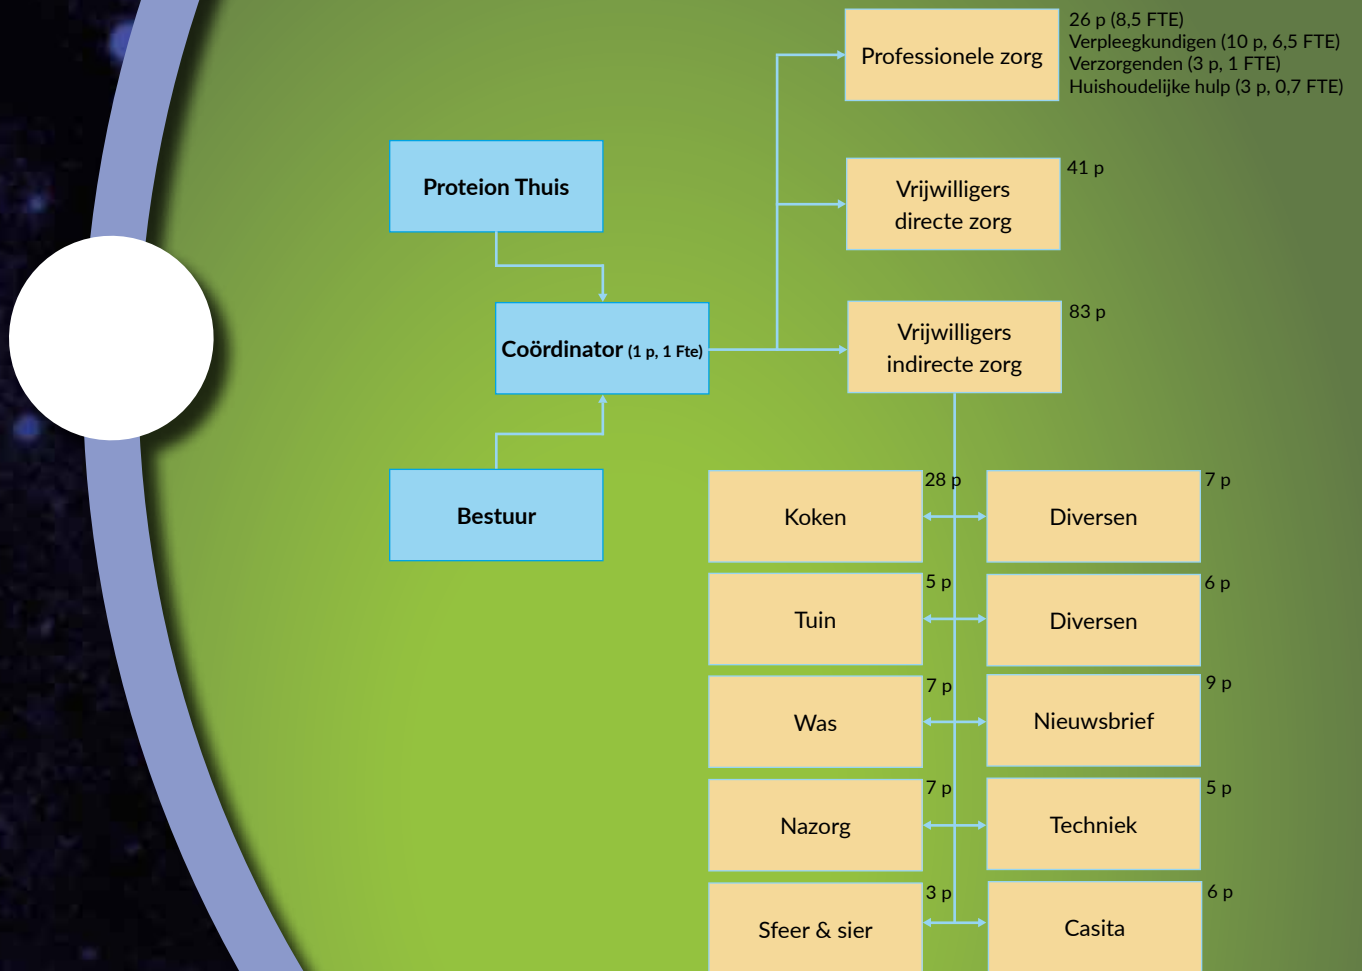 Professionele zorg
26 p (8,5 FTE)
Verpleegkundigen (10 p, 6,5 FTE)
Verzorgenden (3 p, 1 FTE)
Huishoudelijke hulp (3 p, 0,7 FTE)
Proteion Thuis
Vrijwilligers
directe zorg
41 p
Coördinator (1 p, 1 Fte)
Vrijwilligers
indirecte zorg
83 p
Bestuur
Koken
28 p
Diversen
7 p
Tuin
5 p
Diversen
6 p
Was
7 p
Nieuwsbrief
9 p
Nazorg
7 p
Techniek
5 p
Sfeer & sier
3 p
Casita
6 p